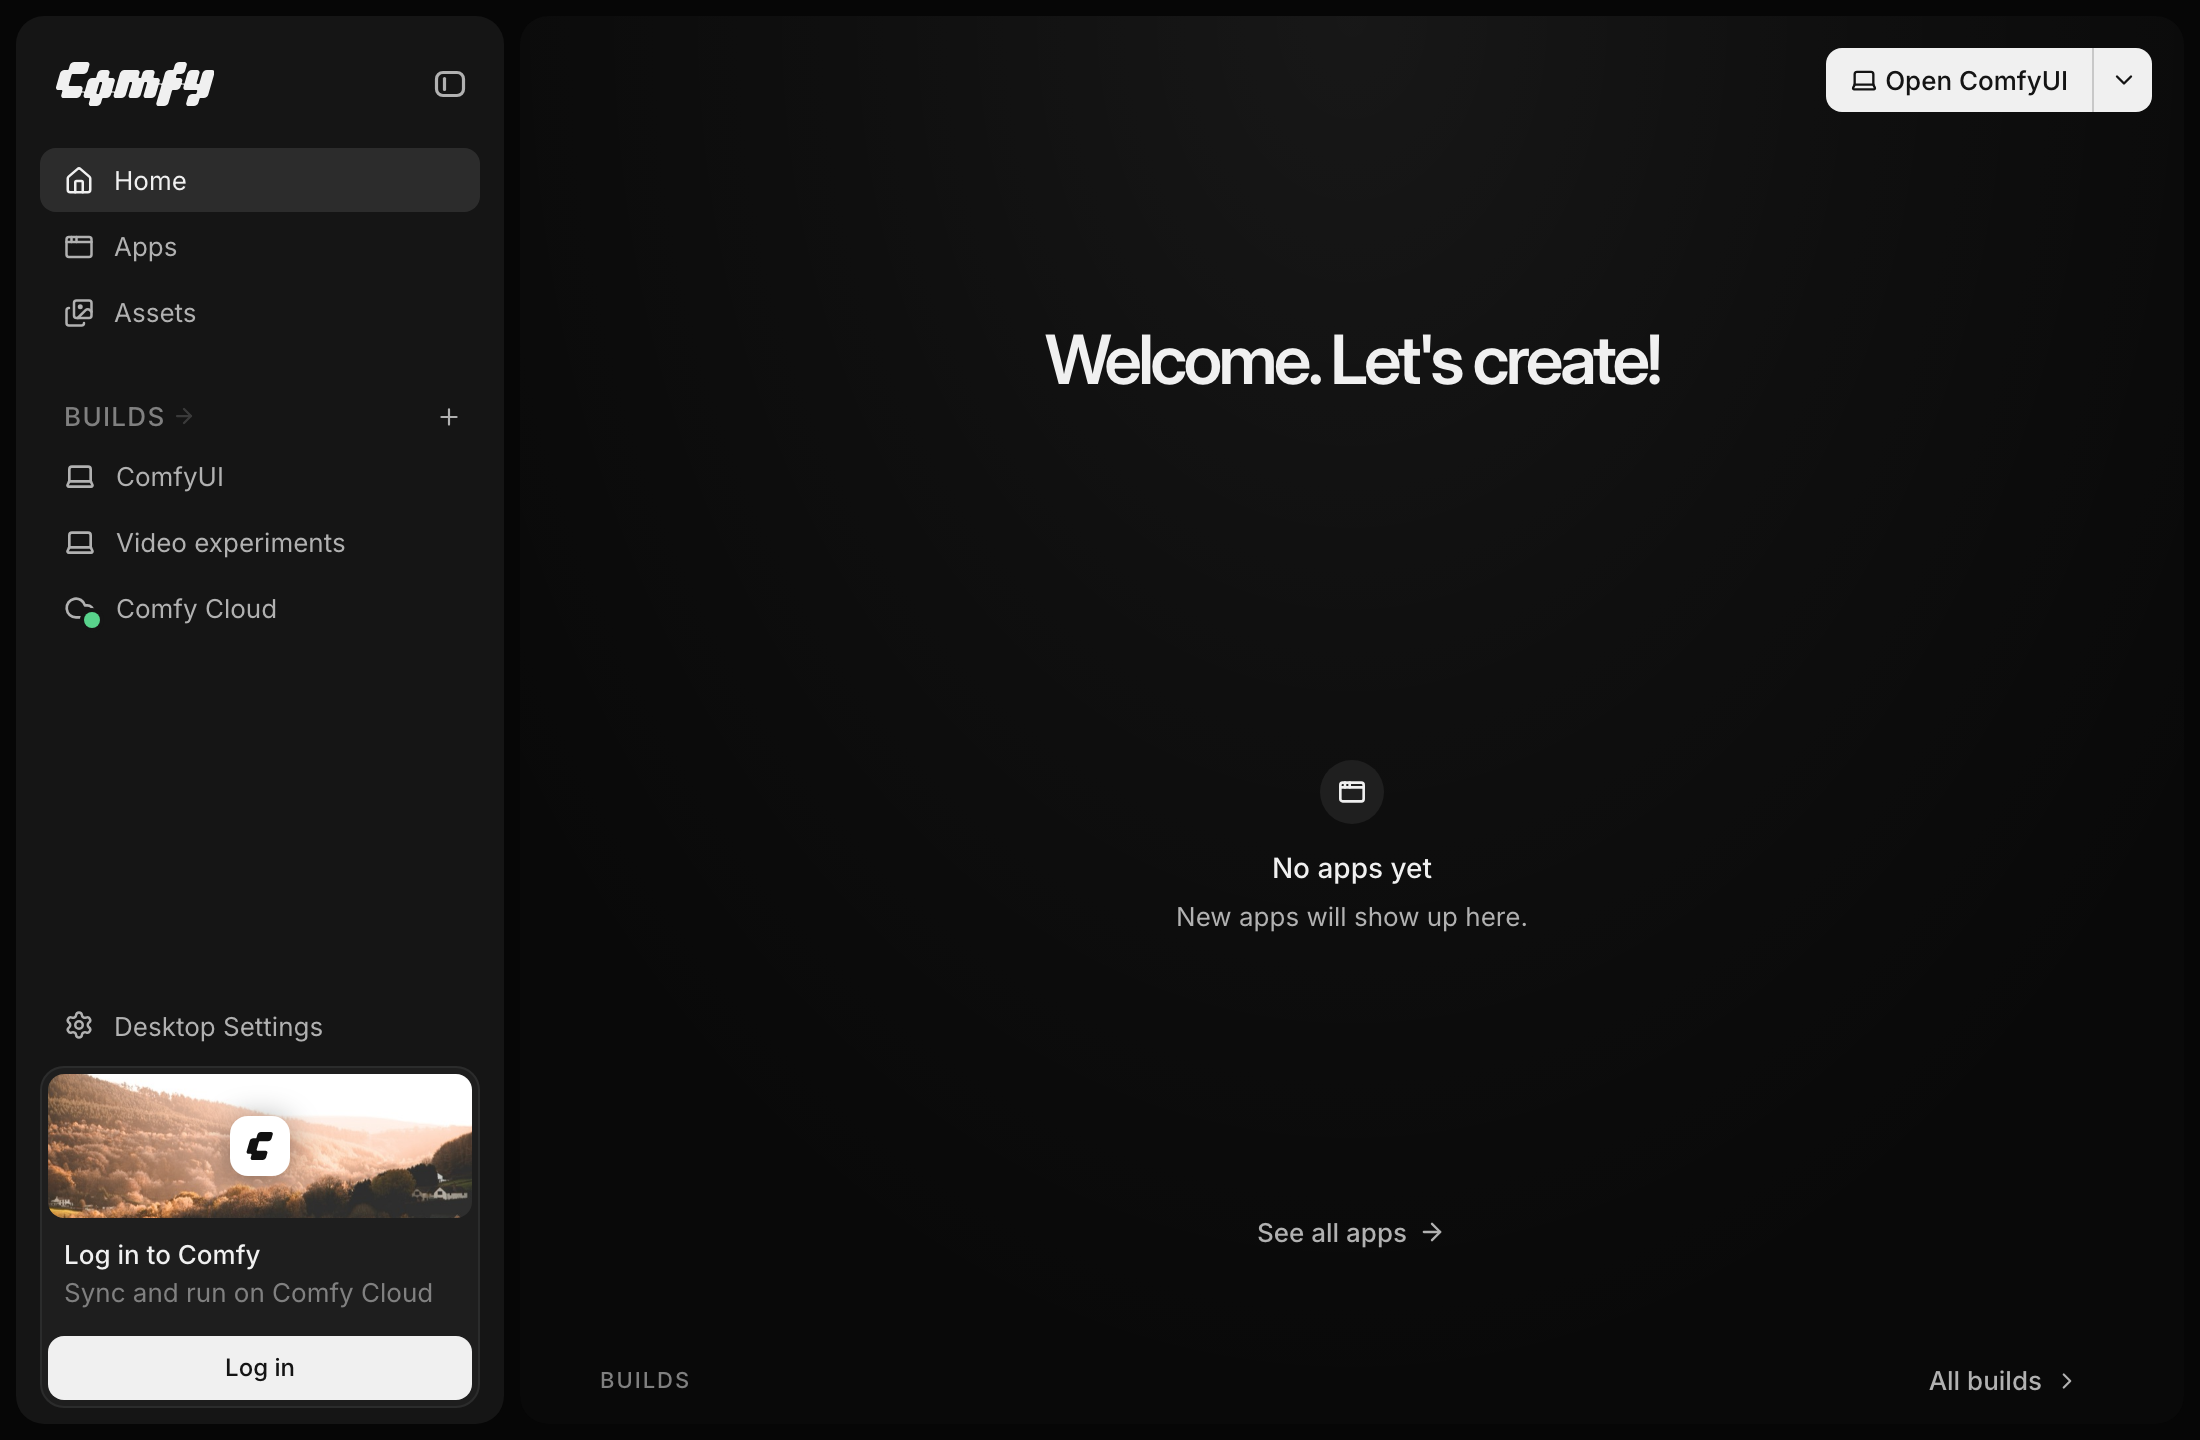 Comfy
Home
Apps
Assets
BUILDS
ComfyUI
Video experiments
Comfy Cloud
Desktop Settings
Log in to Comfy
Sync and run on Comfy Cloud
Log in
Open ComfyUI
Welcome. Let's create!
No apps yet
New apps will show up here.
See all apps
BUILDS
All builds